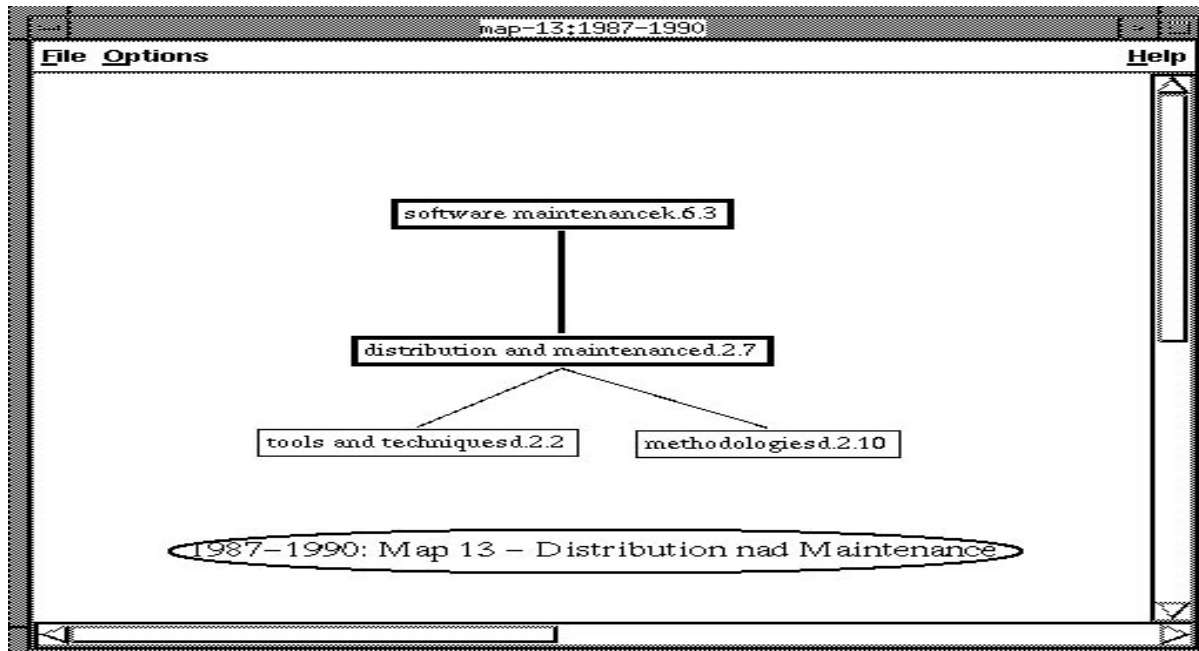 map-13:1987-1990
File Options Help
software maintenancek.6.3
distribution and maintenanced.2.7
tools and techniquesd.2.2 methodologiesd.2.10
1987-1990: Map 13 - Distribution nad Maintenance